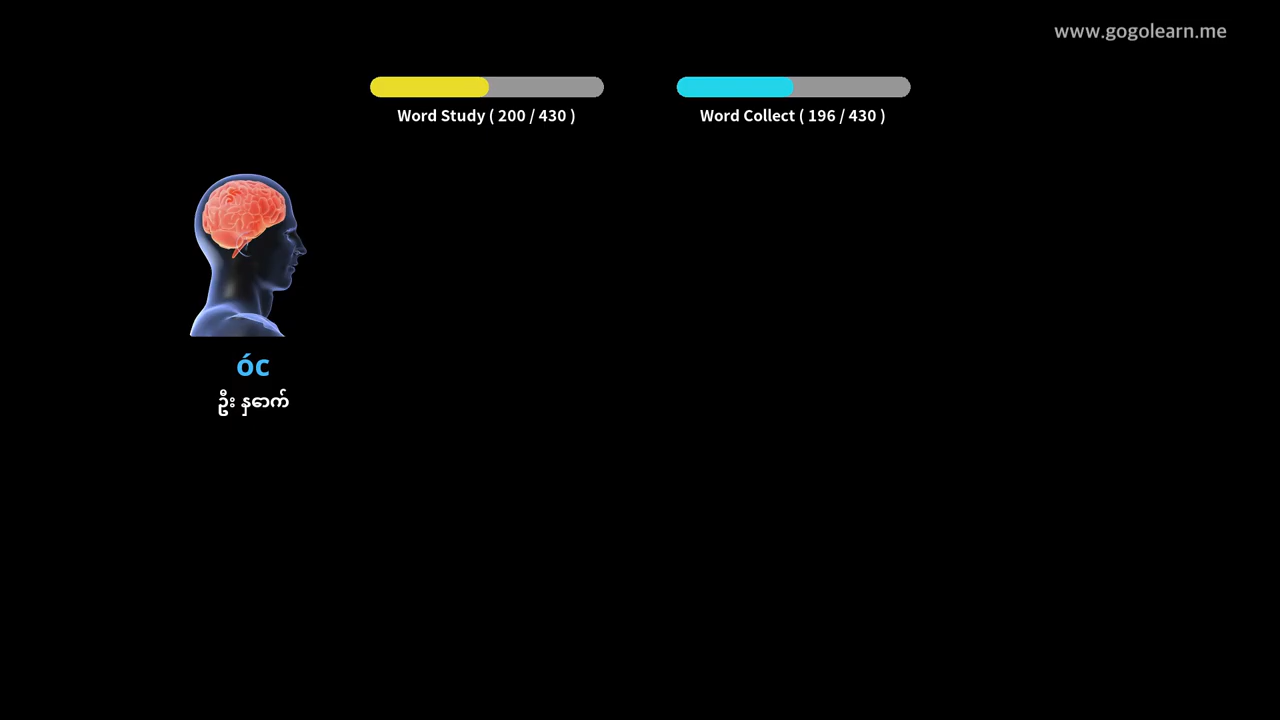 www.gogolearn.me
Word Study ( 200 / 430 )
Word Collect ( 196 / 430 )
óc
ဦး နှောက်